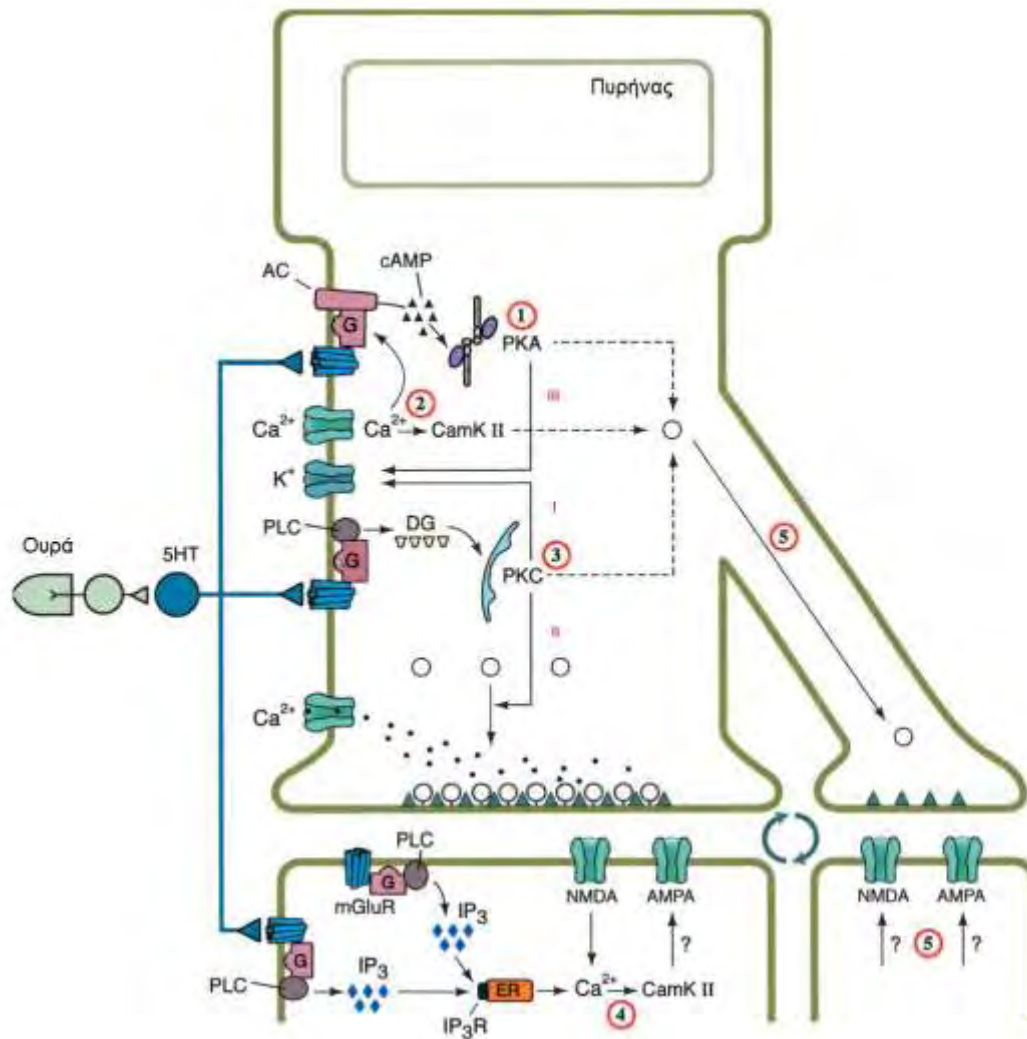 Πυρήνας
AC
cAMP
G
1
PKA
2
III
Ca2+
Ca2+
CamK II
K+
PLC
DG
I
5
Ουρά
5HT
G
3
PKC
II
Ca2+
PLC
G
mGluR
NMDA
AMPA
NMDA
AMPA
IP3
?
?
5
?
G
IP3
PLC
ER
Ca2+
CamK II
IP3R
4